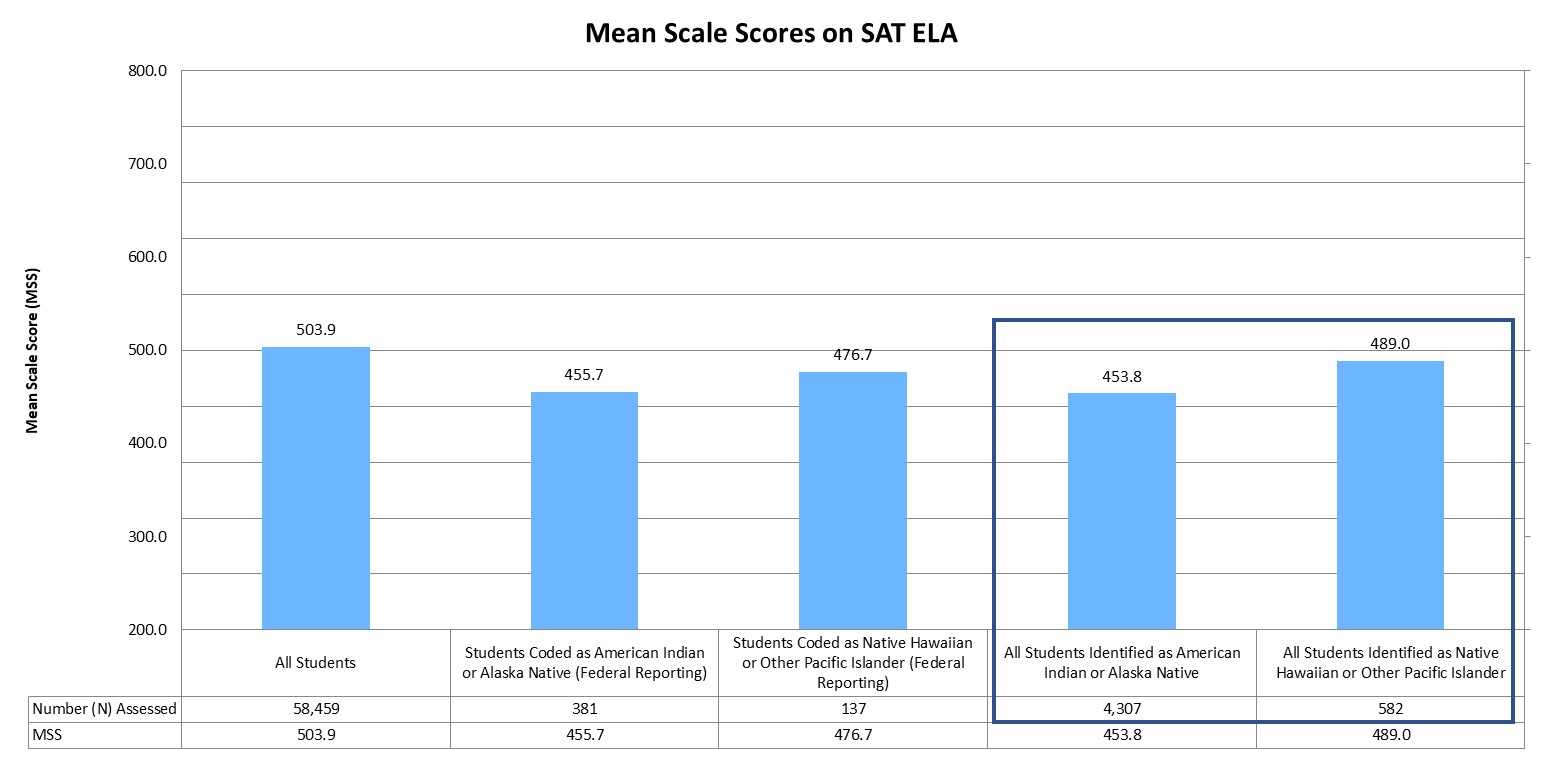 Mean Scale Scores on SAT ELA
Mean Scale Score (MSS)
800.0
700.0
600.0
500.0
400.0
300.0
200.0
503.9
455.7
476.7
453.8
489.0
All Students
Students Coded as American Indian
or Alaska Native (Federal Reporting)
Students Coded as Native Hawaiian
or Other Pacific Islander (Federal
Reporting)
All Students Identified as American
Indian or Alaska Native
All Students Identified as Native
Hawaiian or Other Pacific Islander
Number (N) Assessed 58,459 381 137 4,307 582
MSS 503.9 455.7 476.7 453.8 489.0